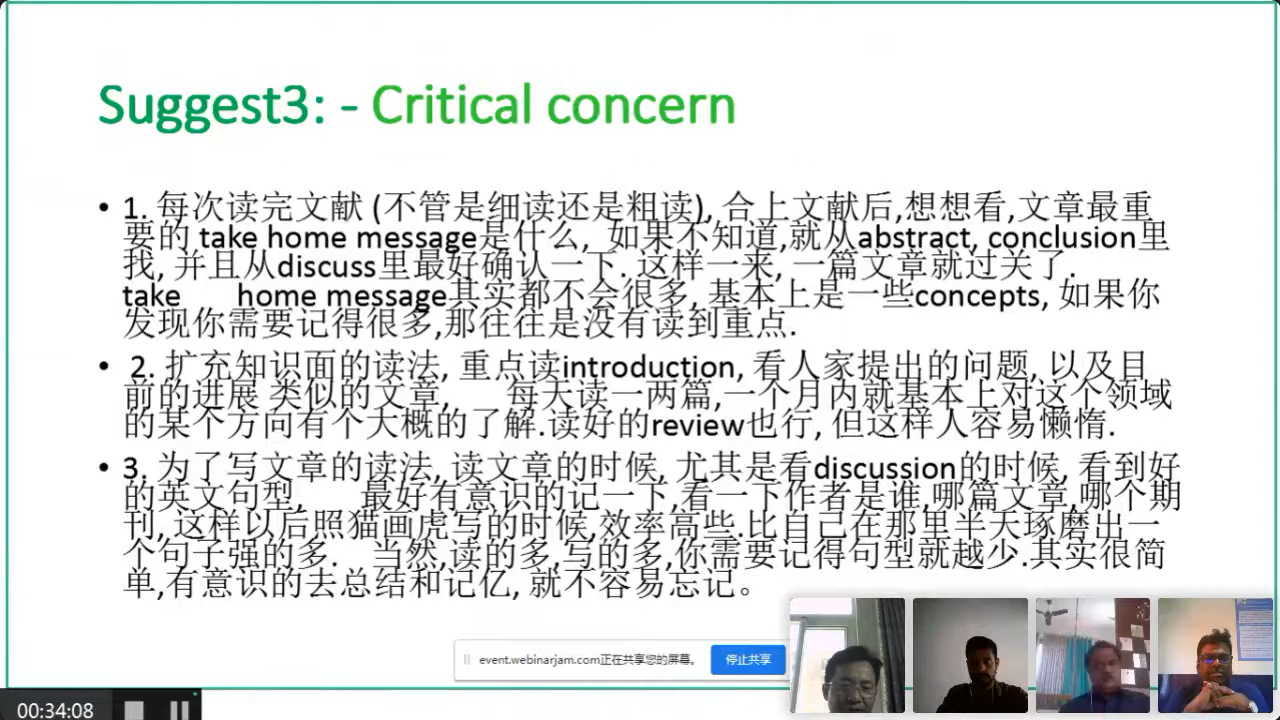 Suggest3: - Critical concern
• 1. 每次读完文献 (不管是细读还是粗读), 合上文献后,想想看,文章最重
要的 take home message是什么, 如果不知道,就从abstract, conclusion里
找, 并且从discuss里最好确认一下. 这样一来, 一篇文章就过关了.
take home message其实都不会很多, 基本上是一些concepts, 如果你
发现你需要记得很多,那往往是没有读到重点.
• 2. 扩充知识面的读法, 重点读introduction, 看人家提出的问题, 以及目
前的进展 类似的文章, 每天读一两篇,一个月内就基本上对这个领域
的某个方向有个大概的了解.读好的review也行, 但这样人容易懒惰.
• 3. 为了写文章的读法, 读文章的时候, 尤其是看discussion的时候, 看到好
的英文句型, 最好有意识的记一下,看一下作者是谁,哪篇文章,哪个期
刊, 这样以后照猫画虎写的时候,效率高些.比自己在那里半天琢磨出一
个句子强的多. 当然,读的多,写的多,你需要记得句型就越少.其实很简
单,有意识的去总结和记亿, 就不容易忘记。
event.webinarjam.com正在共享您的屏幕。 停止共享
00:34:08